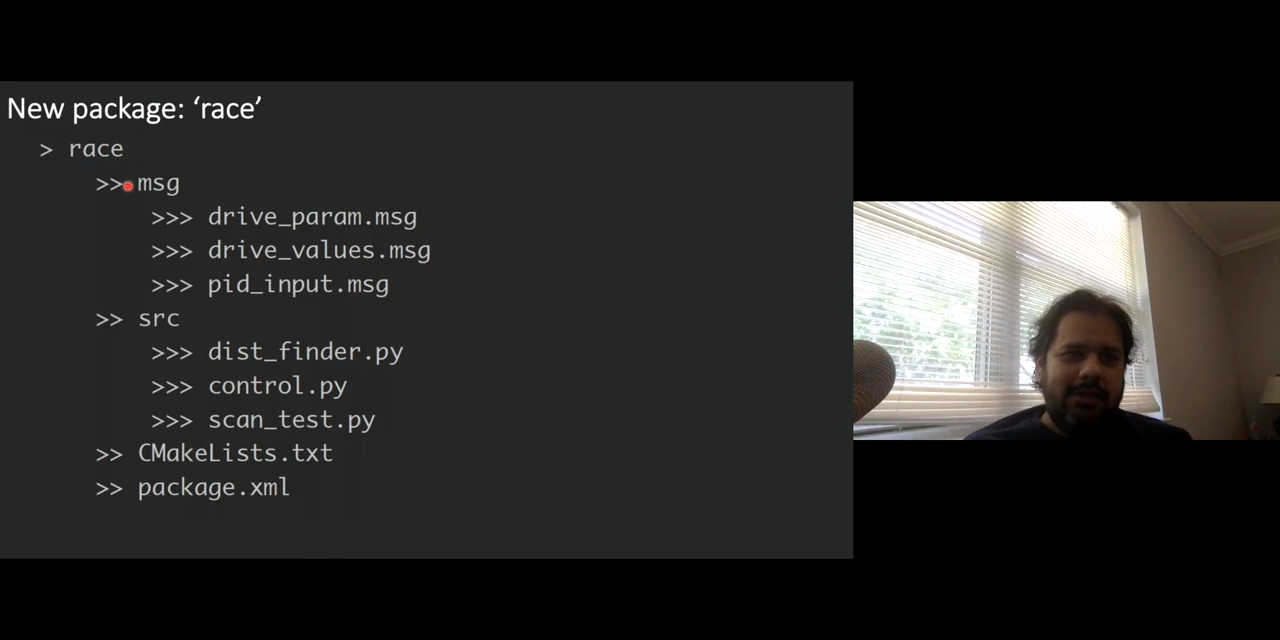 New package: ‘race’
> race
>> msg
>>> drive_param.msg
>>> drive_values.msg
>>> pid_input.msg
>> src
>>> dist_finder.py
>>> control.py
>>> scan_test.py
>> CMakeLists.txt
>> package.xml